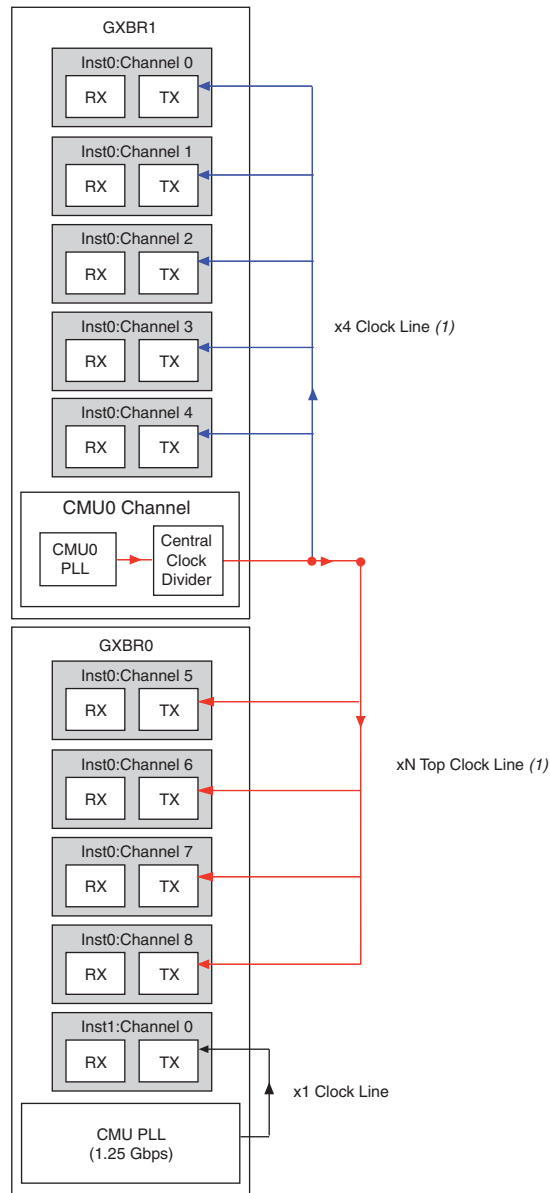 GXBR1
Inst0:Channel 0
RX TX
Inst0:Channel 1
RX TX
Inst0:Channel 2
RX TX
Inst0:Channel 3
RX TX
x4 Clock Line (1)
Inst0:Channel 4
RX TX
CMU0 Channel
CMU0
PLL
Central
Clock
Divider
GXBR0
Inst0:Channel 5
RX TX
Inst0:Channel 6
RX TX
xN Top Clock Line (1)
Inst0:Channel 7
RX TX
Inst0:Channel 8
RX TX
Inst1:Channel 0
RX TX
x1 Clock Line
CMU PLL
(1.25 Gbps)